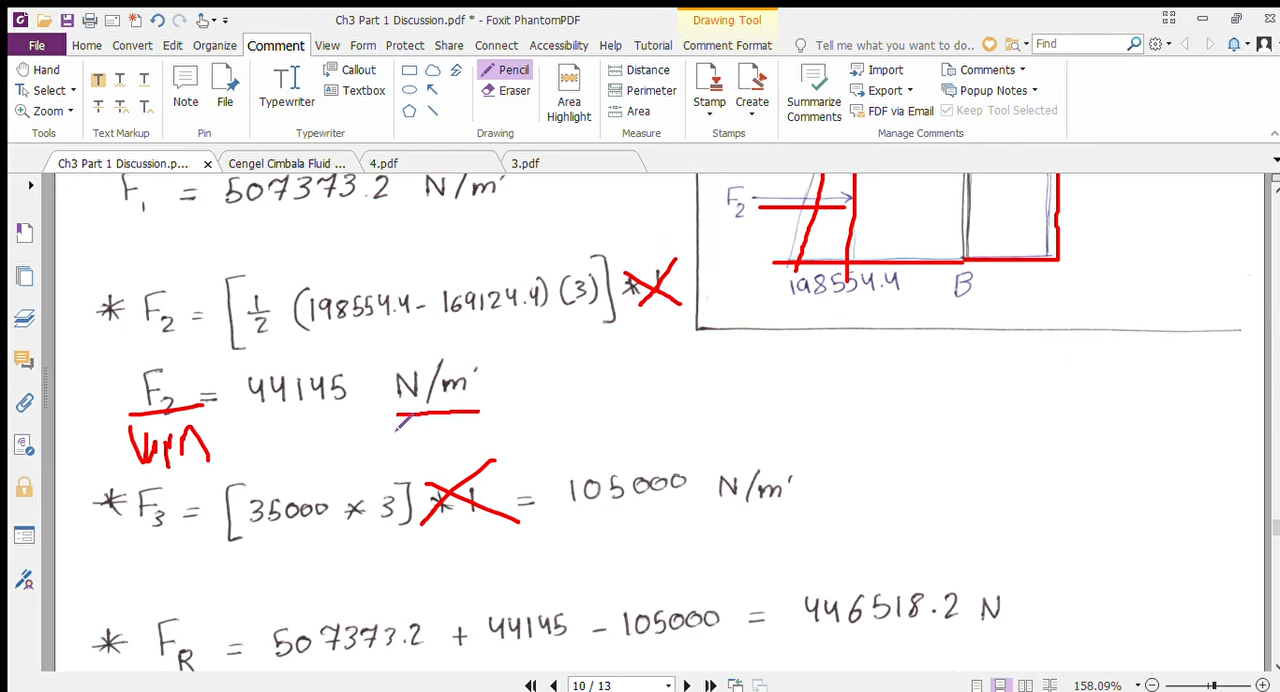 Ch3 Part 1 Discussion.pdf * - Foxit PhantomPDF
Drawing Tool
File Home Convert Edit Organize Comment View Form Protect Share Connect Accessibility Help Tutorial Comment Format Tell me what you want to do.. Find
Hand
Select
Zoom
Tools
Text Markup
Note
File
Pin
Typewriter
Callout
Textbox
Typewriter
Pencil
Eraser
Drawing
Area Highlight
Distance
Perimeter
Area
Measure
Stamp
Create
Stamps
Summarize Comments
Import
Export
FDF via Email
Comments
Popup Notes
Keep Tool Selected
Manage Comments
Ch3 Part 1 Discussion.p... × Cengel Cimbala Fluid ... 4.pdf 3.pdf
F1 = 507373.2 N/m'
F2
198554.4 B
* F2 = [1/2 (198554.4 - 169124.4) (3)] * 1
F2 = 44145 N/m'
* F3 = [35000 * 3] * 1 = 105000 N/m'
* FR = 507373.2 + 44145 - 105000 = 446518.2 N
10 / 13
158.09%